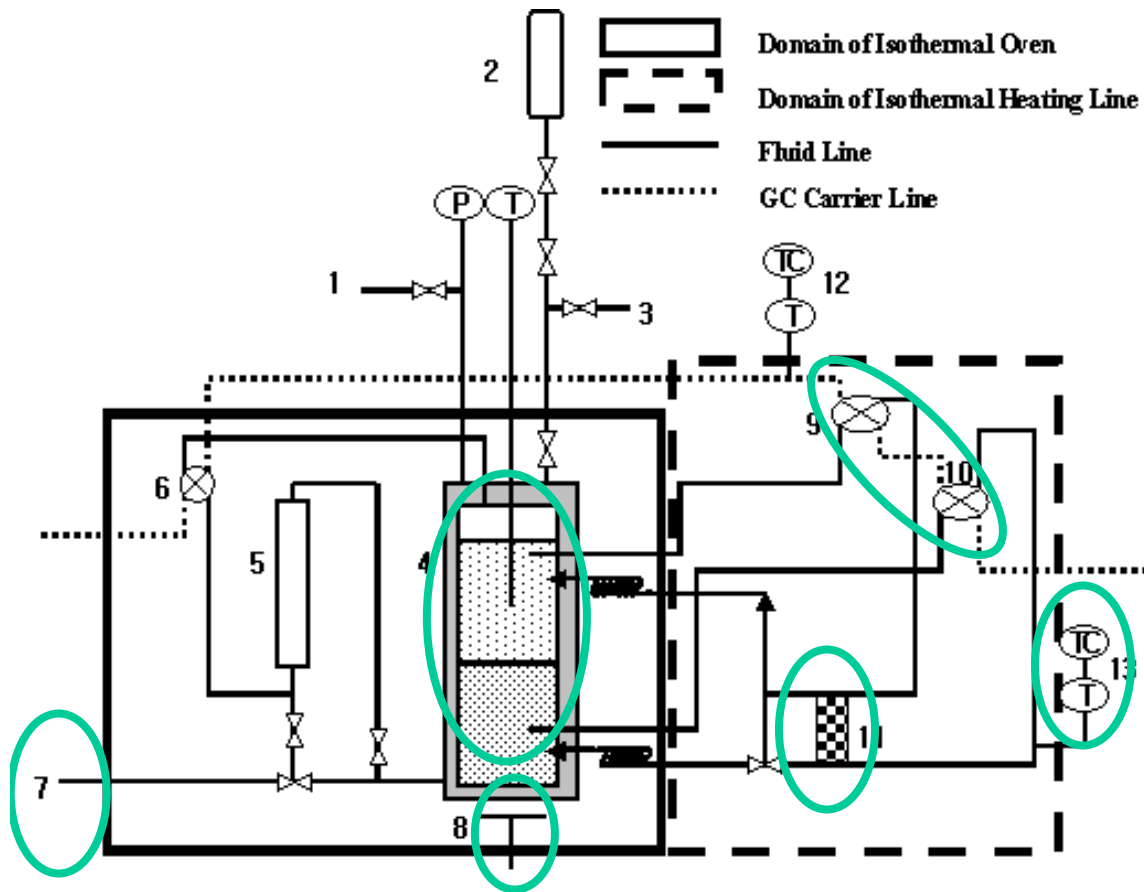 2
Domain of Isothermal Oven
Domain of Isothermal Heating Line
Fluid Line
GC Carrier Line
P T
1
3
TC
12
T
9
6
10
5
4
TC
13
T
11
7
8